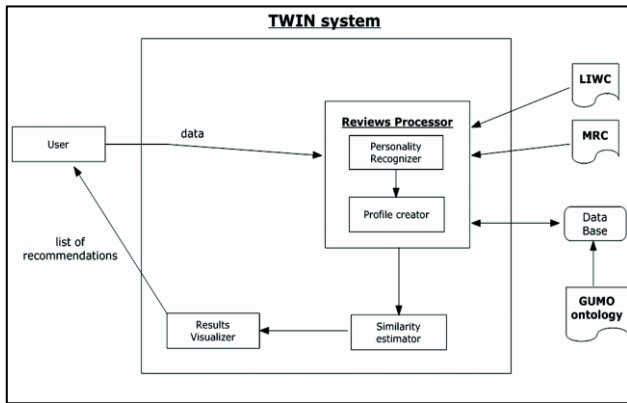 TWIN system
LIWC
Reviews Processor
MRC
User
data
Personality
Recognizer
Profile creator
Data
Base
list of
recommendations
GUMO
ontology
Results
Visualizer
Similarity
estimator